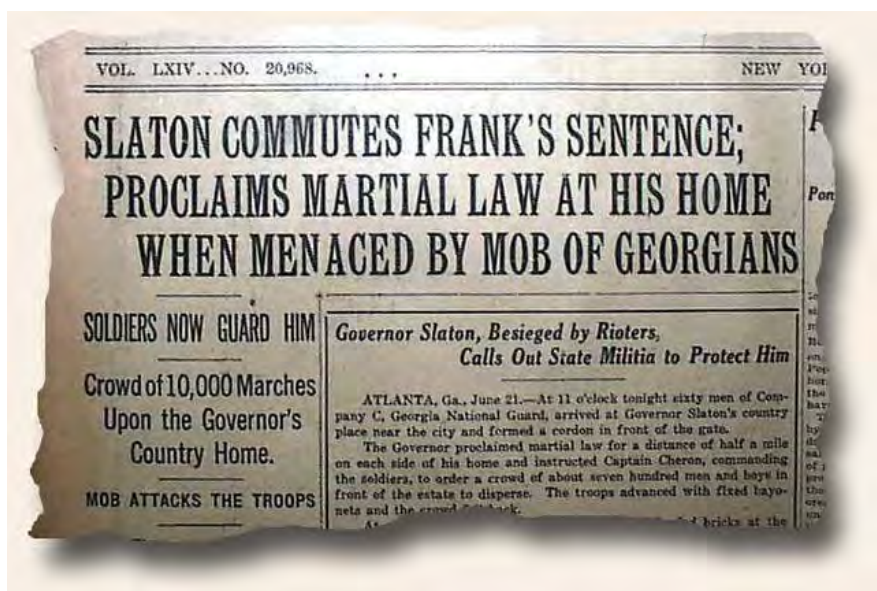 VOL. LXIV...NO. 20,968.
...
NEW YO
SLATON COMMUTES FRANK'S SENTENCE;
PROCLAIMS MARTIAL LAW AT HIS HOME
WHEN MENACED BY MOB OF GEORGIANS
SOLDIERS NOW GUARD HIM
Crowd of 10,000 Marches
Upon the Governor's
Country Home.
MOB ATTACKS THE TROOPS
Governor Slaton, Besieged by Rioters,
Calls Out State Militia to Protect Him
ATLANTA, Ga., June 21.—At 11 o'clock tonight sixty men of Com-
pany C, Georgia National Guard, arrived at Governor Slaton's country
place near the city and formed a cordon in front of the gate.
The Governor proclaimed martial law for a distance of half a mile
on each side of his home and instructed Captain Cheron, commanding
the soldiers, to order a crowd of about seven hundred men and boys in
front of the estate to disperse. The troops advanced with fixed bayo-
nets and the crowd back.
bricks at the
Pon